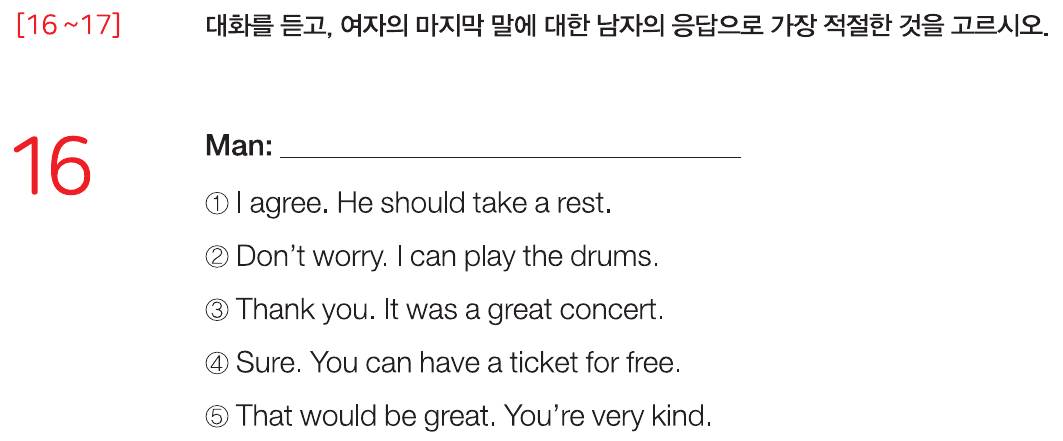 [16~17] 대화를 듣고, 여자의 마지막 말에 대한 남자의 응답으로 가장 적절한 것을 고르시오.
16 Man: ____________________
① I agree. He should take a rest.
② Don't worry. I can play the drums.
③ Thank you. It was a great concert.
④ Sure. You can have a ticket for free.
⑤ That would be great. You're very kind.